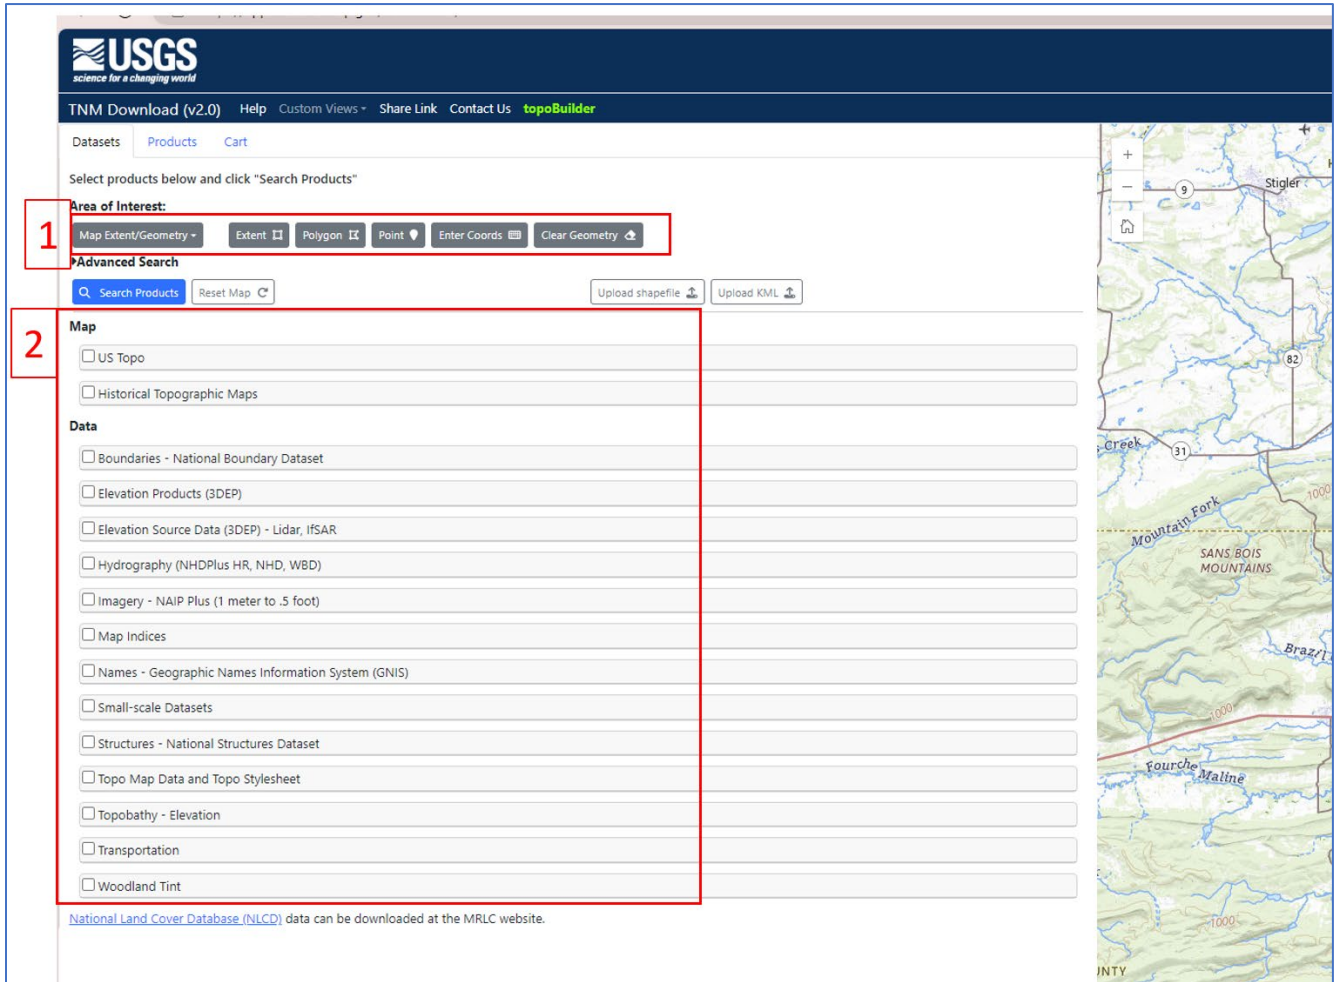 USGS
science for a changing world
TNM Download (v2.0) Help Custom Views Share Link Contact Us topoBuilder
Datasets Products Cart
Select products below and click "Search Products"
Area of Interest:
1
Map Extent/Geometry Extent Polygon Point Enter Coords Clear Geometry
Advanced Search
Search Products Reset Map Upload shapefile Upload KML
2
Map
US Topo
Historical Topographic Maps
Data
Boundaries - National Boundary Dataset
Elevation Products (3DEP)
Elevation Source Data (3DEP) - Lidar, IfSAR
Hydrography (NHDPlus HR, NHD, WBD)
Imagery - NAIP Plus (1 meter to .5 foot)
Map Indices
Names - Geographic Names Information System (GNIS)
Small-scale Datasets
Structures - National Structures Dataset
Topo Map Data and Topo Stylesheet
Topobathy - Elevation
Transportation
Woodland Tint
National Land Cover Database (NLCD) data can be downloaded at the MRLC website.
+
−
9
Stigler
82
Creek
31
1000
Mountain Fork
SANS BOIS
MOUNTAINS
Brazil
1000
Fourche Maline
1000
UNTY